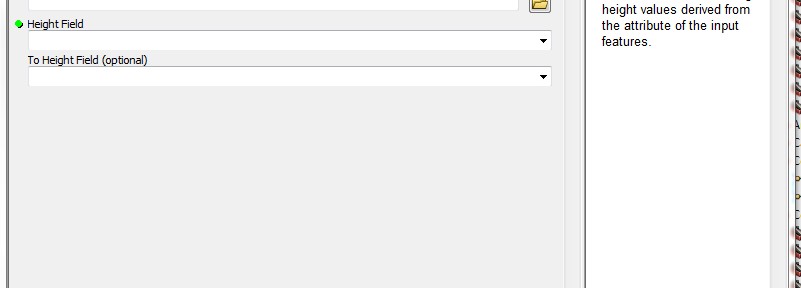 height values derived from
the attribute of the input
features.
Height Field
To Height Field (optional)